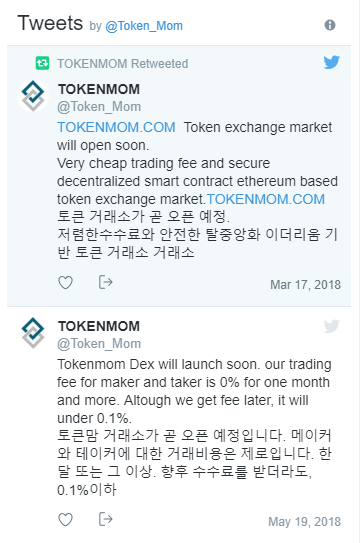 Tweets by @Token_Mom
TOKENMOM Retweeted
TOKENMOM
@Token_Mom
TOKENMOM.COM Token exchange market
will open soon.
Very cheap trading fee and secure
decentralized smart contract ethereum based
token exchange market.TOKENMOM.COM
토큰 거래소가 곧 오픈 예정.
저렴한수수료와 안전한 탈중앙화 이더리움 기
반 토큰 거래소 거래소
Mar 17, 2018
TOKENMOM
@Token_Mom
Tokenmom Dex will launch soon. our trading
fee for maker and taker is 0% for one month
and more. Altough we get fee later, it will
under 0.1%.
토큰맘 거래소가 곧 오픈 예정입니다. 메이커
와 테이커에 대한 거래비용은 제로입니다. 한
달 또는 그 이상. 향후 수수료를 받더라도,
0.1%이하
May 19, 2018